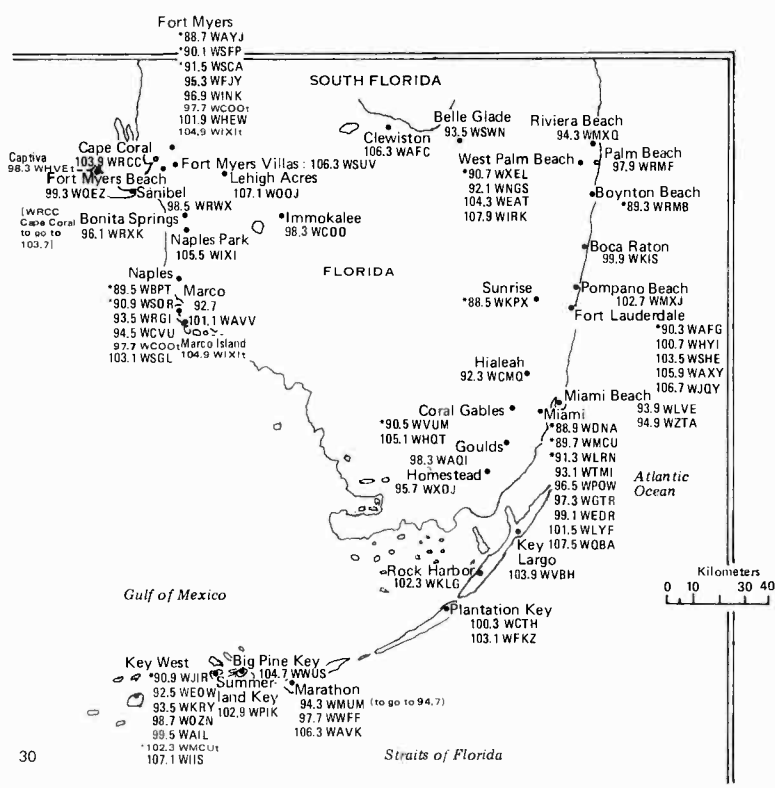 Fort Myers
*88.7 WAYJ
*90.1 WSFP
*91.5 WSCA
95.3 WFJY
96.9 WINK
97.7 WCOOt
101.9 WHEW
104.9 WIXIt
SOUTH FLORIDA
Captiva
98.3 WHVEt
Cape Coral
103.9 WRCC
Fort Myers Villas: 106.3 WSUV
Fort Myers Beach
99.3 WQEZ
Lehigh Acres
107.1 WOOJ
Sanibel
98.5 WRWX
[WRCC
Cape Coral
to go to
103.7]
Bonita Springs
96.1 WRXK
Naples Park
105.5 WIXI
Immokalee
98.3 WCOO
Clewiston
106.3 WAFC
Belle Glade
93.5 WSWN
Riviera Beach
94.3 WMXQ
West Palm Beach
*90.7 WXEL
92.1 WNGS
104.3 WEAT
107.9 WIRK
Palm Beach
97.9 WRMF
Boynton Beach
*89.3 WRMB
Boca Raton
99.9 WKIS
FLORIDA
Naples
*89.5 WBPT
*90.9 WSOR
93.5 WRGI
94.5 WCVU
97.7 WCOOt
103.1 WSGL
Marco
92.7
101.1 WAVV
Marco Island
104.9 WIXIt
Sunrise
*88.5 WKPX
Pompano Beach
102.7 WMXJ
Fort Lauderdale
*90.3 WAFG
100.7 WHYI
103.5 WSHE
105.9 WAXY
106.7 WJQY
Hialeah
92.3 WCMQ
Miami Beach
93.9 WLVE
94.9 WZTA
Coral Gables
*90.5 WVUM
105.1 WHQT
Miami
*88.9 WDNA
*89.7 WMCU
*91.3 WLRN
93.1 WTMI
96.5 WPOW
97.3 WGTR
99.1 WEDR
101.5 WLYF
107.5 WQBA
Goulds
98.3 WAQI
Homestead
95.7 WXDJ
Atlantic
Ocean
Key
Largo
103.9 WVBH
Rock Harbor
102.3 WKLG
Kilometers
0 10 30 40
Gulf of Mexico
Plantation Key
100.3 WCTH
103.1 WFKZ
Key West
*90.9 WJIR
92.5 WEOW
93.5 WKRY
98.7 WOZN
99.5 WAIL
*102.3 WMCUt
107.1 WIIS
Big Pine Key
104.7 WWUS
Summer-
land Key
102.9 WPIK
Marathon
94.3 WMUM (to go to 94.7)
97.7 WWFF
106.3 WAVK
30
Straits of Florida